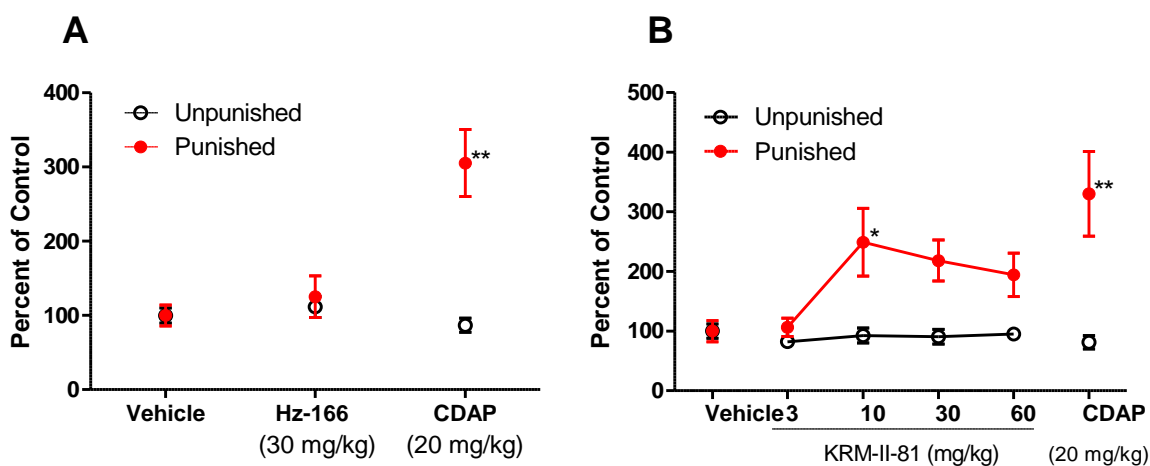 A
Percent of Control
400
300
200
100
0
Unpunished
Punished
**
Vehicle Hz-166 CDAP
(30 mg/kg) (20 mg/kg)
B
Percent of Control
500
400
300
200
100
0
Unpunished
Punished
*
**
Vehicle 3 10 30 60 CDAP
KRM-II-81 (mg/kg) (20 mg/kg)